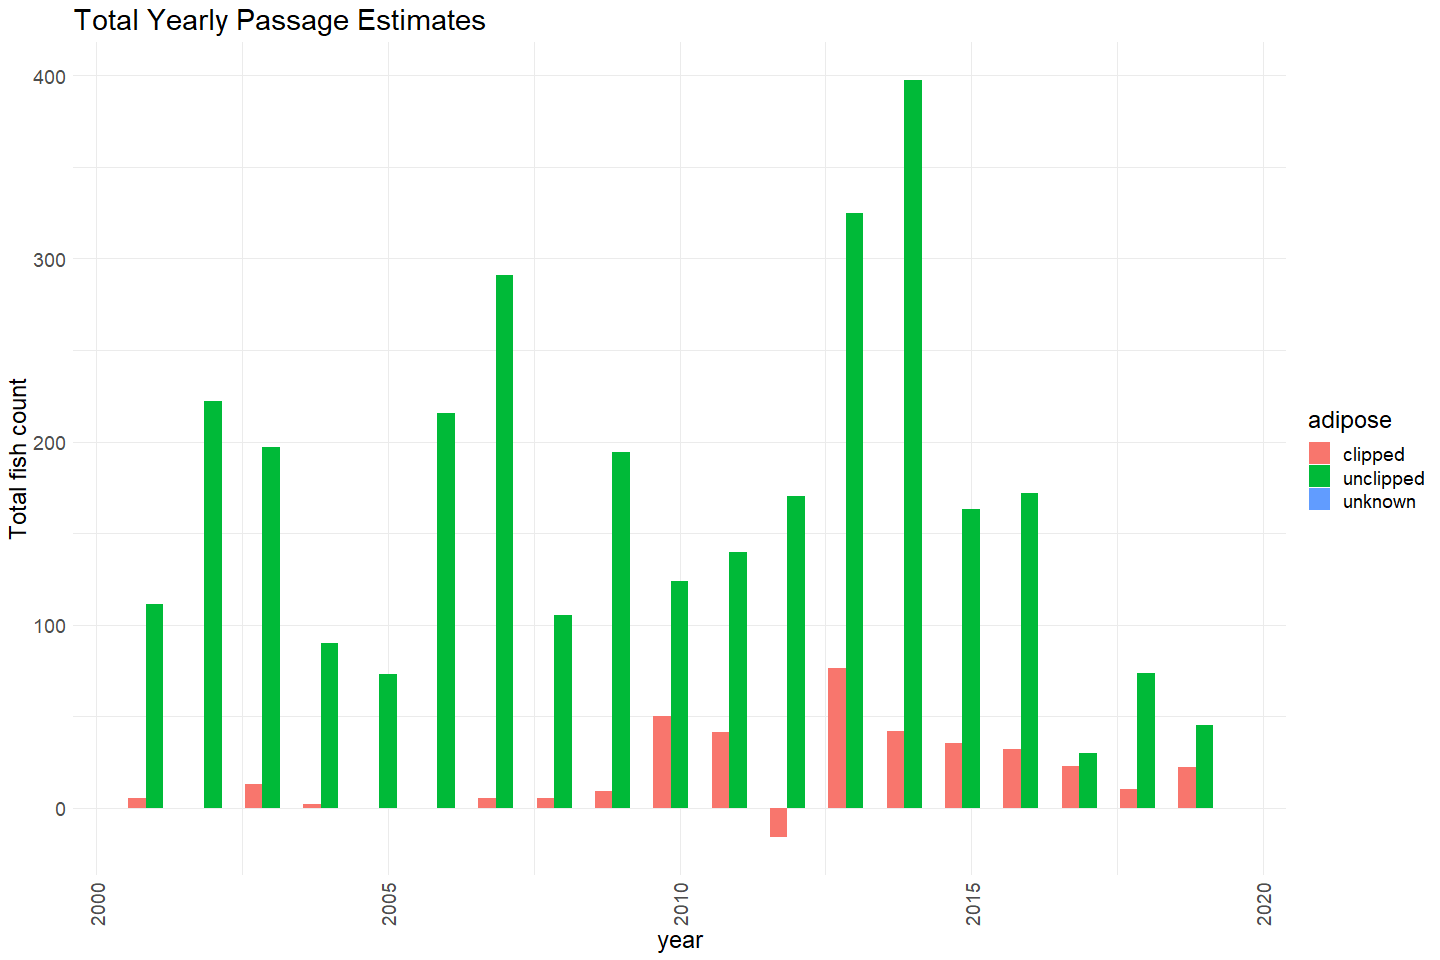 Total Yearly Passage Estimates
400
300
200
100
0
Total fish count
2000
2005
2010
2015
2020
year
adipose
clipped
unclipped
unknown